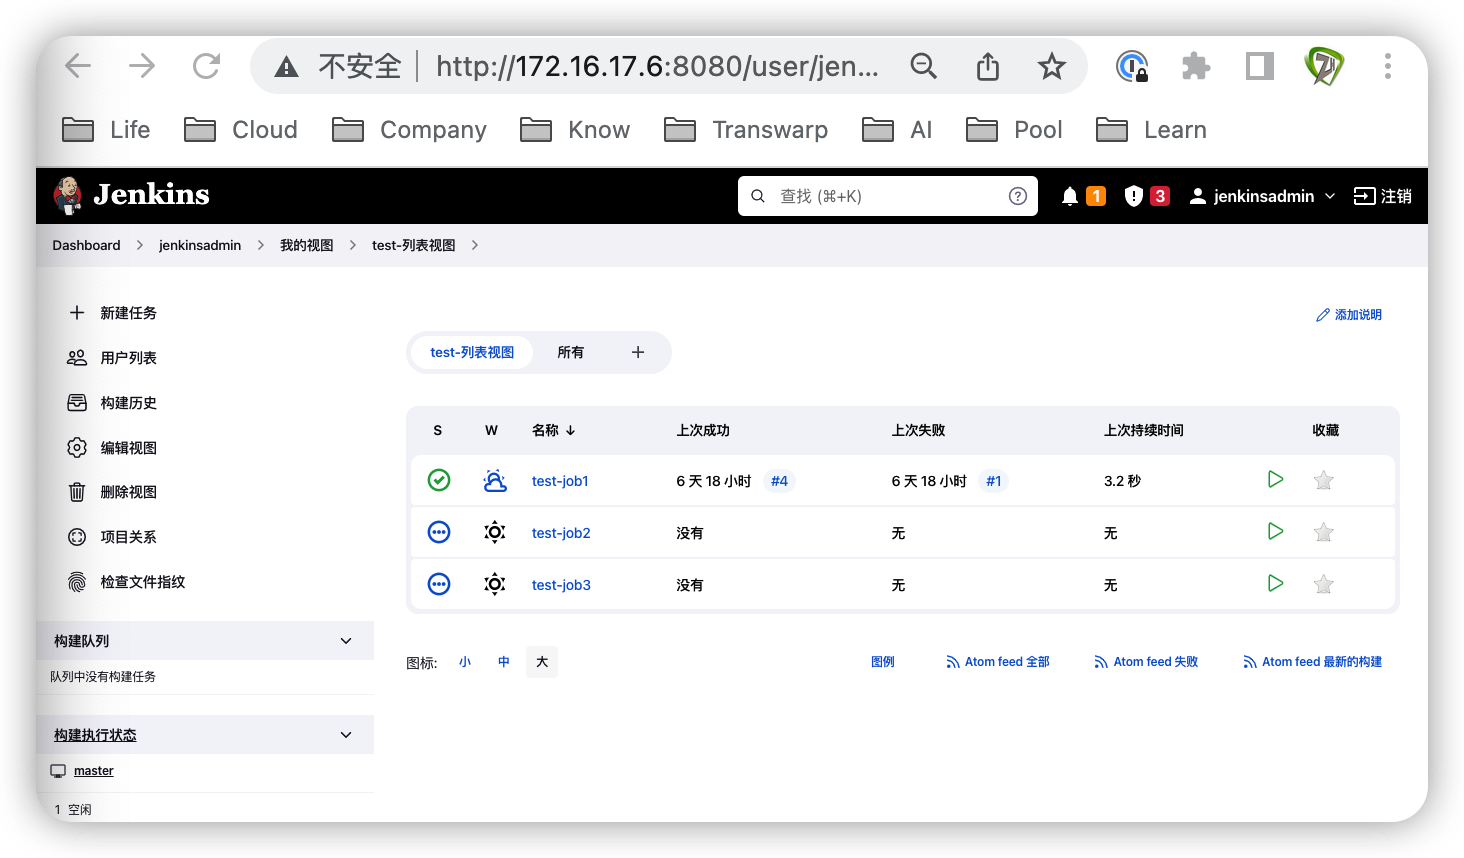 不安全 http://172.16.17.6:8080/user/jen...
Life Cloud Company Know Transwarp AI Pool Learn
Jenkins 查找 (⌘+K) 1 3 jenkinsadmin 注销
Dashboard jenkinsadmin 我的视图 test-列表视图
新建任务
用户列表
构建历史
编辑视图
删除视图
项目关系
检查文件指纹
构建队列
队列中没有构建任务
构建执行状态
master
1 空闲
添加说明
test-列表视图 所有 +
S W 名称 ↓ 上次成功 上次失败 上次持续时间 收藏
test-job1 6 天 18 小时 #4 6 天 18 小时 #1 3.2 秒
test-job2 没有 无 无
test-job3 没有 无 无
图标: 小 中 大 图例 Atom feed 全部 Atom feed 失败 Atom feed 最新的构建